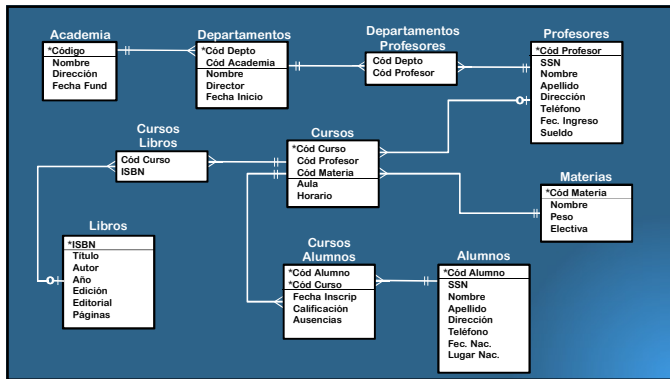 Academia
*Código
Nombre
Dirección
Fecha Fund
Departamentos
*Cód Depto
Cód Academia
Nombre
Director
Fecha Inicio
Departamentos
Profesores
Cód Depto
Cód Profesor
Profesores
*Cód Profesor
SSN
Nombre
Apellido
Dirección
Teléfono
Fec. Ingreso
Sueldo
Cursos
Libros
Cód Curso
ISBN
Cursos
*Cód Curso
Cód Profesor
Cód Materia
Aula
Horario
Materias
*Cód Materia
Nombre
Peso
Electiva
Libros
*ISBN
Título
Autor
Año
Edición
Editorial
Páginas
Cursos
Alumnos
*Cód Alumno
*Cód Curso
Fecha Inscrip
Calificación
Ausencias
Alumnos
*Cód Alumno
SSN
Nombre
Apellido
Dirección
Teléfono
Fec. Nac.
Lugar Nac.